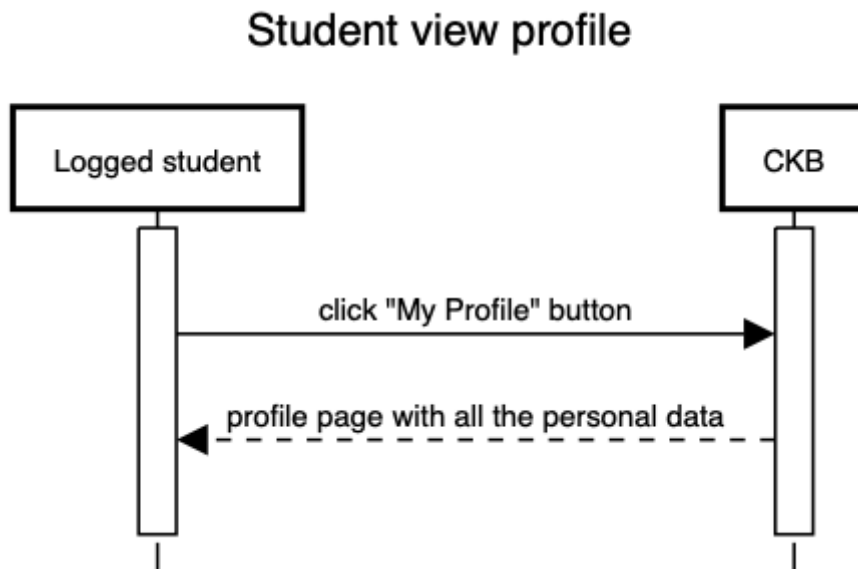 Student view profile
Logged student
CKB
click "My Profile" button
profile page with all the personal data